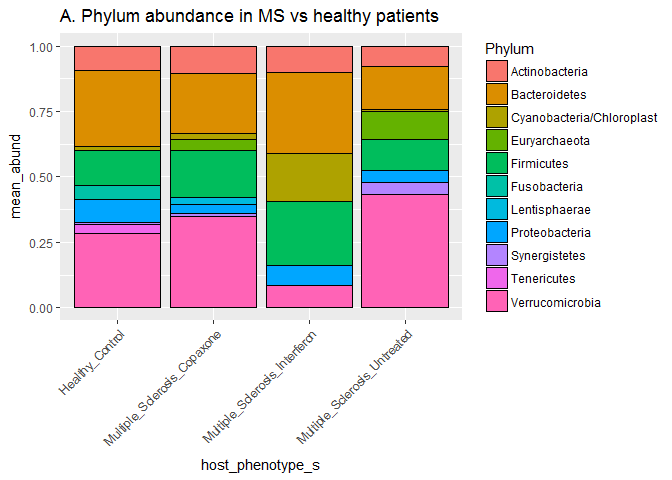 A. Phylum abundance in MS vs healthy patients
mean_abund
1.00
0.75
0.50
0.25
0.00
Healthy_Control
Multiple_Sclerosis_Copaxone
Multiple_Sclerosis_Interferon
Multiple_Sclerosis_Untreated
host_phenotype_s
Phylum
Actinobacteria
Bacteroidetes
Cyanobacteria/Chloroplast
Euryarchaeota
Firmicutes
Fusobacteria
Lentisphaerae
Proteobacteria
Synergistetes
Tenericutes
Verrucomicrobia